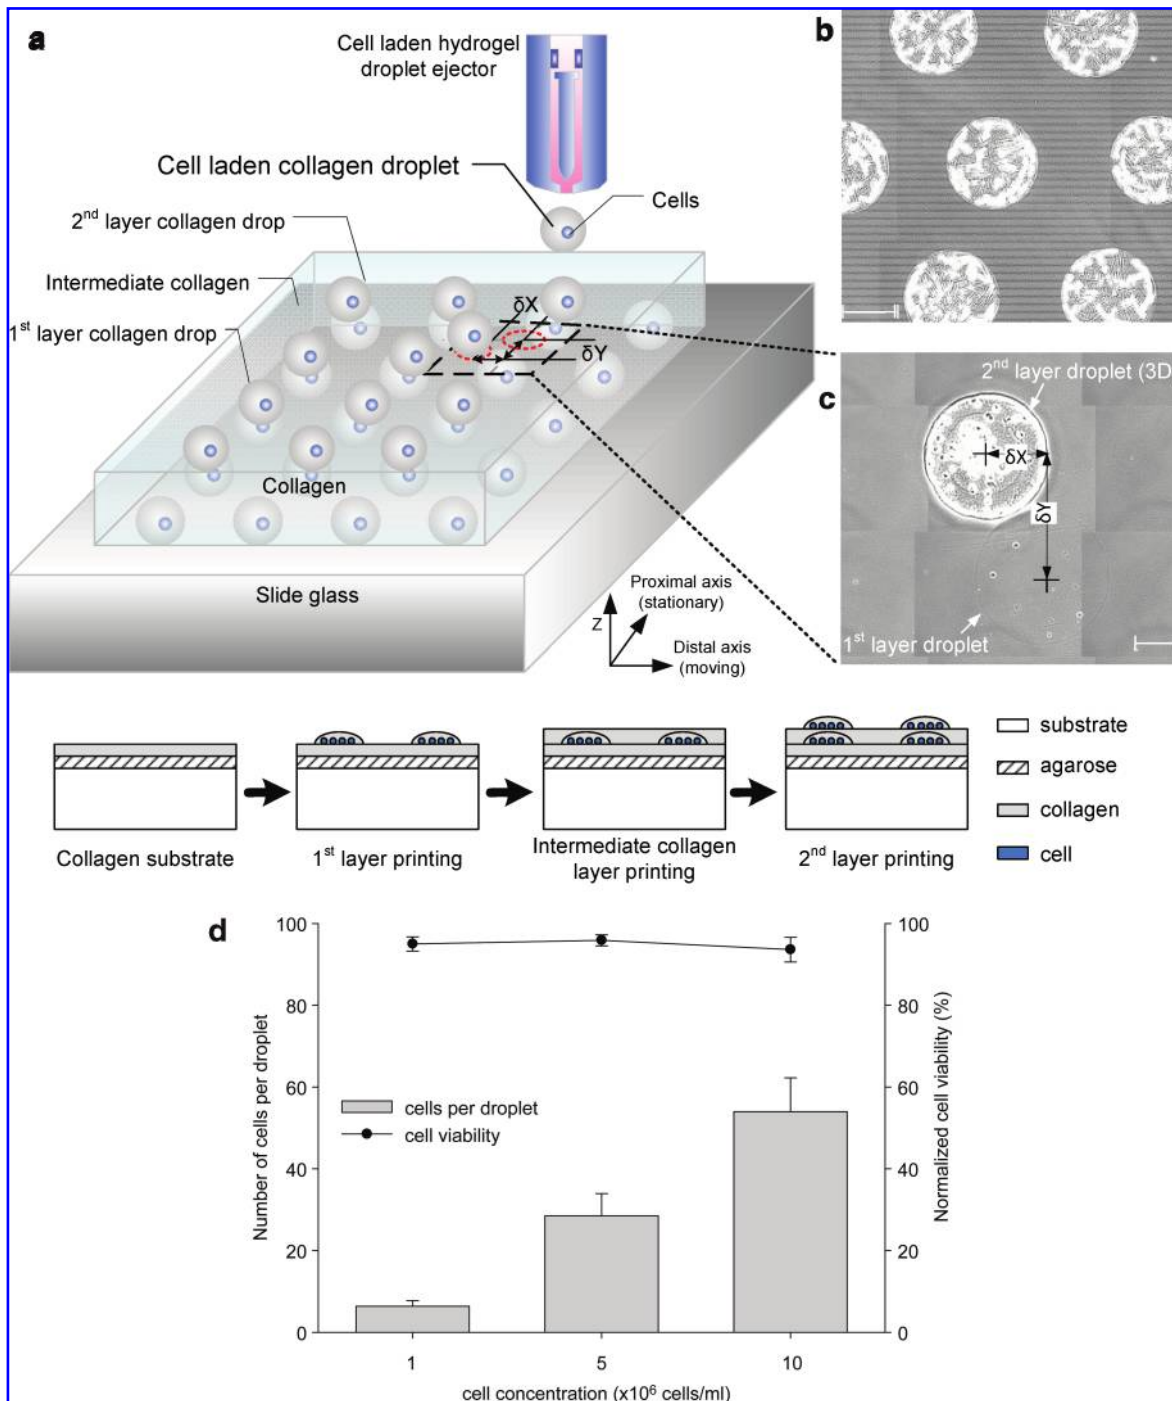 a
Cell laden hydrogel
droplet ejector
Cell laden collagen droplet
Cells
2nd layer collagen drop
Intermediate collagen
1st layer collagen drop
δX
δY
Collagen
Slide glass
Z
Proximal axis
(stationary)
Distal axis
(moving)
b
c
2nd layer droplet (3D
δX
δY
1st layer droplet
Collagen substrate
1st layer printing
Intermediate collagen
layer printing
2nd layer printing
substrate
agarose
collagen
cell
d
Number of cells per droplet
100
80
60
40
20
0
cells per droplet
cell viability
100
80
60
40
20
0
Normalized cell viability (%)
1
5
10
cell concentration (x10⁶ cells/ml)